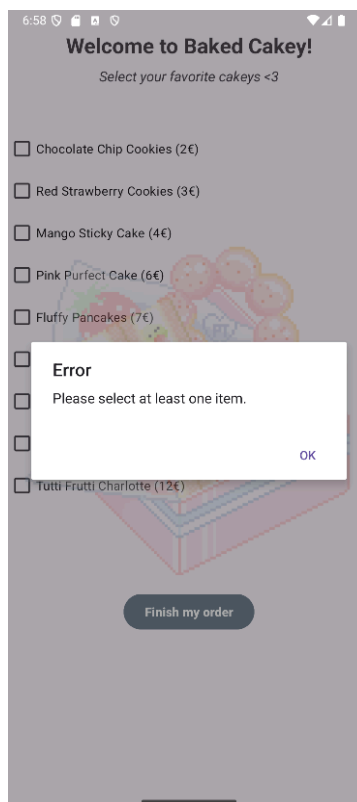 6:58
Welcome to Baked Cakey!
Select your favorite cakeys <3
Chocolate Chip Cookies (2€)
Red Strawberry Cookies (3€)
Mango Sticky Cake (4€)
Pink Purfect Cake (6€)
Fluffy Pancakes (7€)
PT
Error
Please select at least one item.
OK
Tutti Frutti Charlotte (12€)
Finish my order